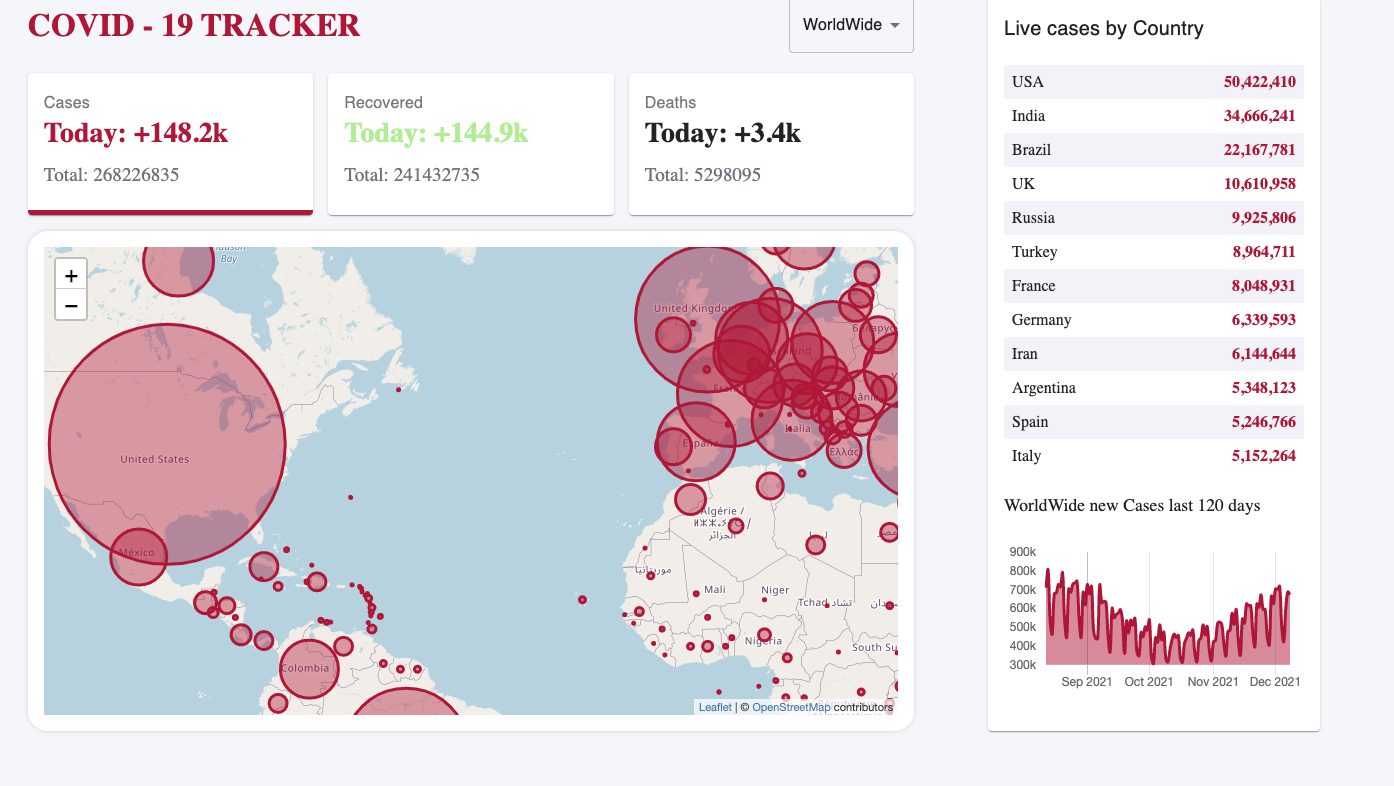 COVID - 19 TRACKER
WorldWide
Cases
Today: +148.2k
Total: 268226835
Recovered
Today: +144.9k
Total: 241432735
Deaths
Today: +3.4k
Total: 5298095
+
−
Bay
United Kingdom
Deutschland
France
România
United States
España
Italia
Ελλάς
Algérie /
ⵍⵣⵣⴰⵢⴻⵔ /
الجزائر
ليبيا
México
موريتانيا
Mali
Niger
Tchad تشاد
Nigeria
South Su
Colombia
Leaflet | © OpenStreetMap contributors
Live cases by Country
USA 50,422,410
India 34,666,241
Brazil 22,167,781
UK 10,610,958
Russia 9,925,806
Turkey 8,964,711
France 8,048,931
Germany 6,339,593
Iran 6,144,644
Argentina 5,348,123
Spain 5,246,766
Italy 5,152,264
WorldWide new Cases last 120 days
900k
800k
700k
600k
500k
400k
300k
Sep 2021 Oct 2021 Nov 2021 Dec 2021